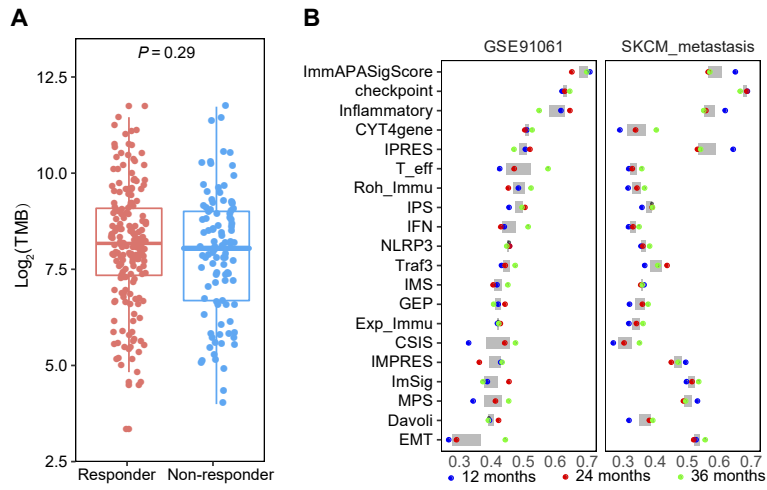 A
P = 0.29
Log2(TMB)
12.5
10.0
7.5
5.0
2.5
Responder Non-responder
B
GSE91061 SKCM_metastasis
ImmAPASigScore
checkpoint
Inflammatory
CYT4gene
IPRES
T_eff
Roh_Immu
IPS
IFN
NLRP3
Traf3
IMS
GEP
Exp_Immu
CSIS
IMPRES
ImSig
MPS
Davoli
EMT
0.3 0.4 0.5 0.6 0.7 0.3 0.4 0.5 0.6 0.7
12 months 24 months 36 months